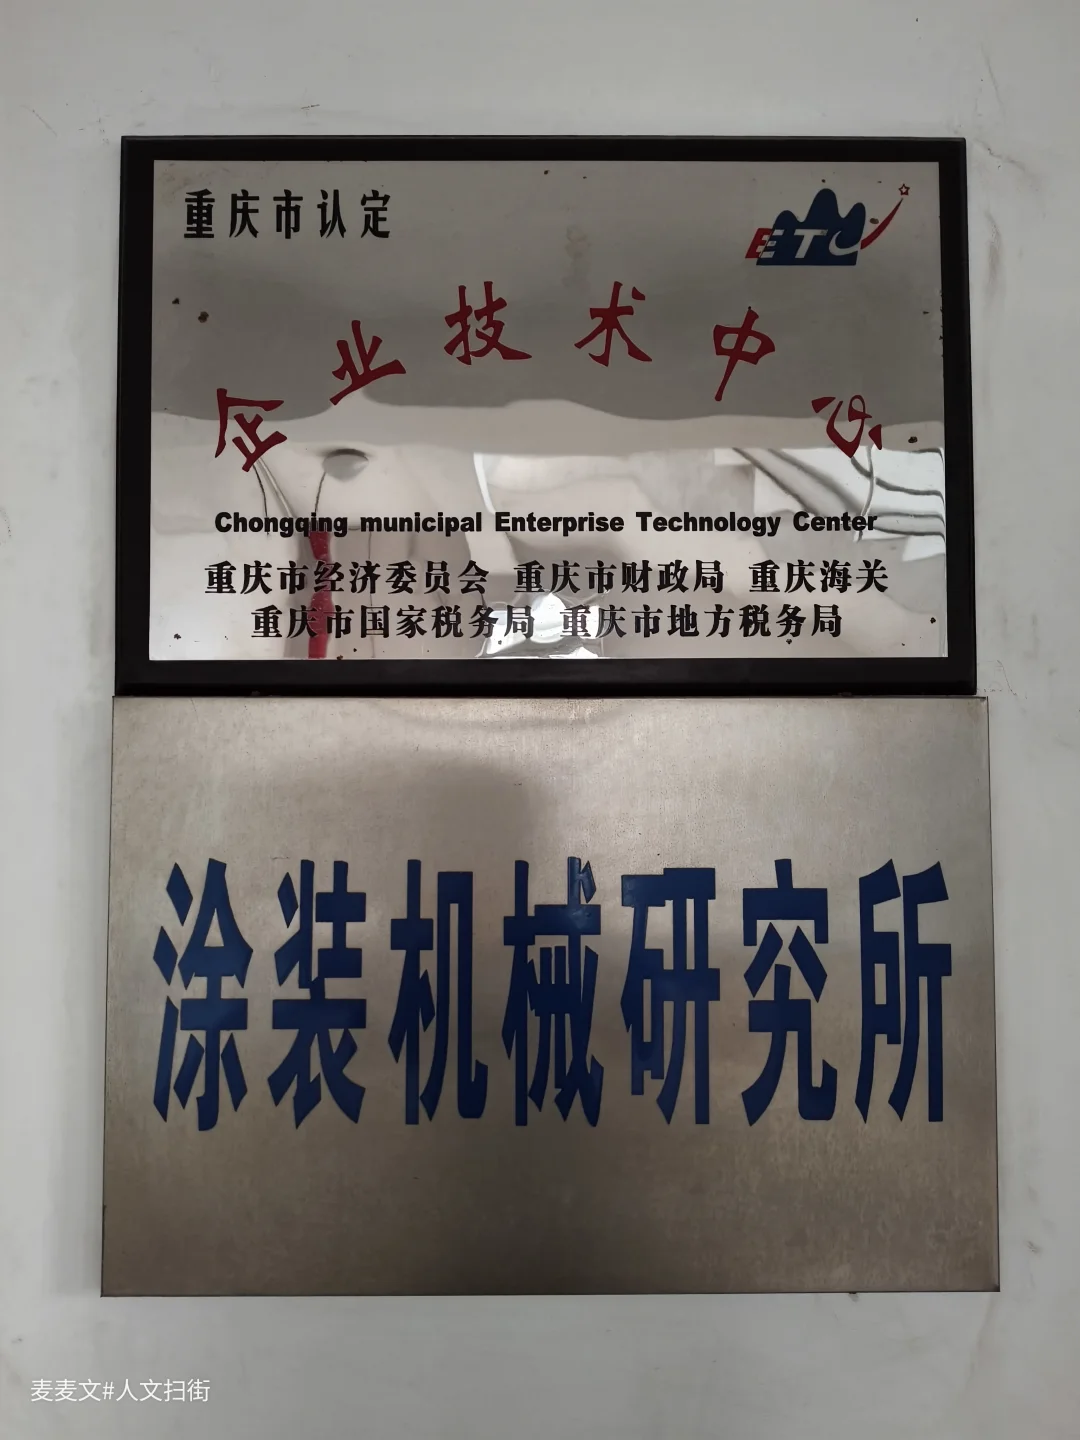 重庆市认定
ETC
企业技术中心
Chongqing municipal Enterprise Technology Center
重庆市经济委员会 重庆市财政局 重庆海关
重庆市国家税务局 重庆市地方税务局
涂装机械研究所
麦麦文#人文扫街